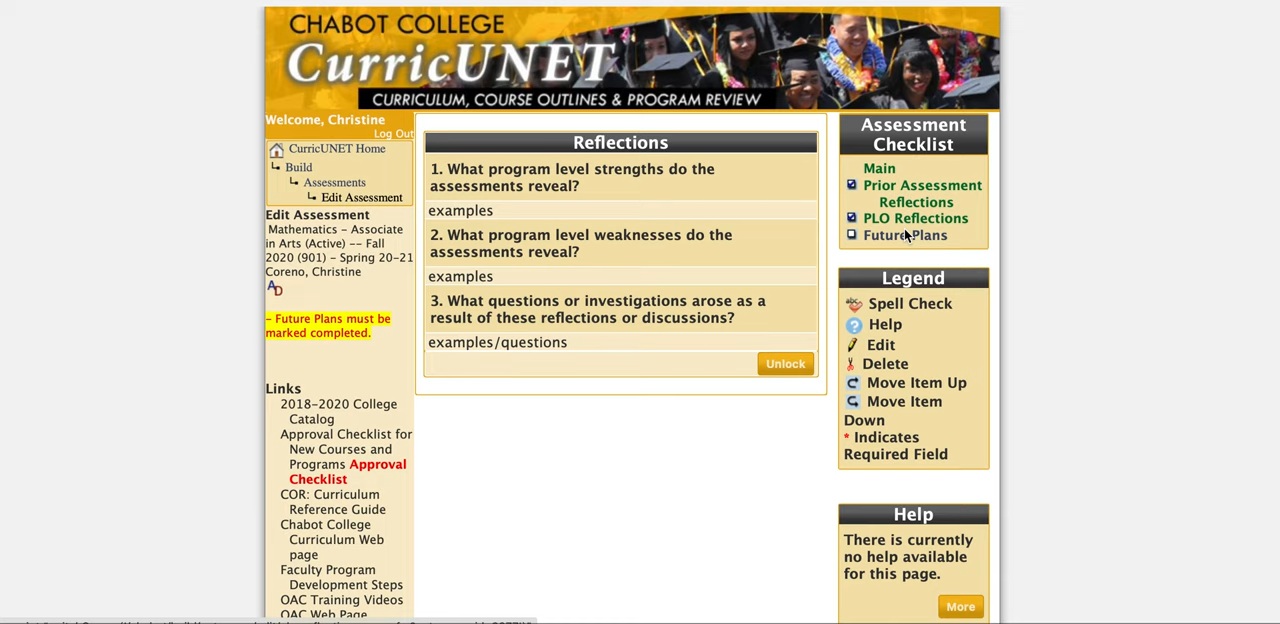 CHABOT COLLEGE
CurricUNET
CURRICULUM, COURSE OUTLINES & PROGRAM REVIEW
Welcome, Christine
Log Out
CurricUNET Home
Build
Assessments
Edit Assessment
Edit Assessment
Mathematics - Associate
in Arts (Active) -- Fall
2020 (901) - Spring 20-21
Coreno, Christine
AD
- Future Plans must be
marked completed.
Links
2018-2020 College
Catalog
Approval Checklist for
New Courses and
Programs Approval
Checklist
COR: Curriculum
Reference Guide
Chabot College
Curriculum Web
page
Faculty Program
Development Steps
OAC Training Videos
OAC Web Page
Reflections
1. What program level strengths do the
assessments reveal?
examples
2. What program level weaknesses do the
assessments reveal?
examples
3. What questions or investigations arose as a
result of these reflections or discussions?
examples/questions
Unlock
Assessment
Checklist
Main
Prior Assessment
Reflections
PLO Reflections
Future Plans
Legend
Spell Check
? Help
Edit
Delete
Move Item Up
Move Item
Down
* Indicates
Required Field
Help
There is currently
no help available
for this page.
More